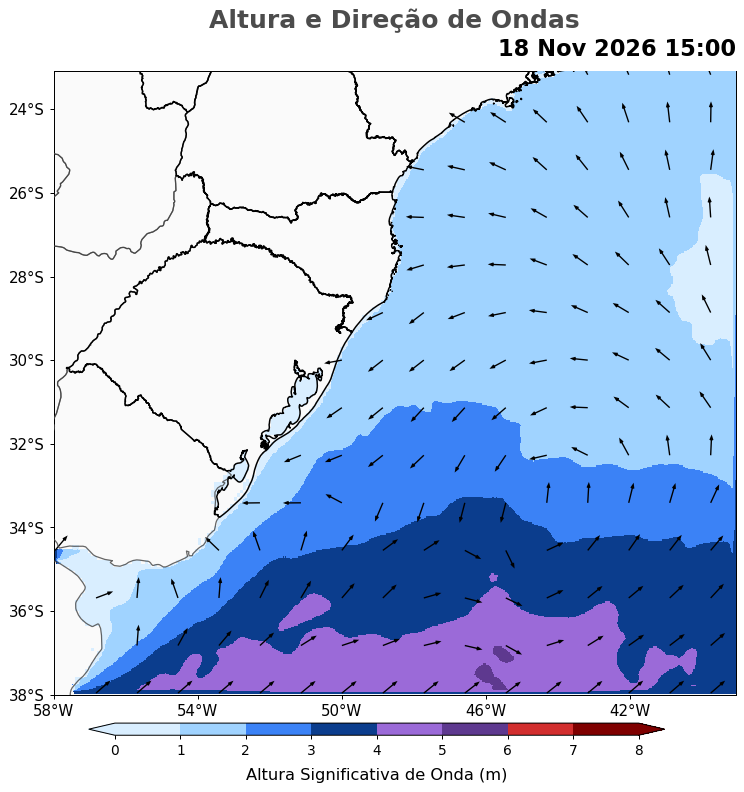 Altura e Direção de Ondas
18 Nov 2026 15:00
24°S
26°S
28°S
30°S
32°S
34°S
36°S
38°S
58°W 54°W 50°W 46°W 42°W
0 1 2 3 4 5 6 7 8
Altura Significativa de Onda (m)